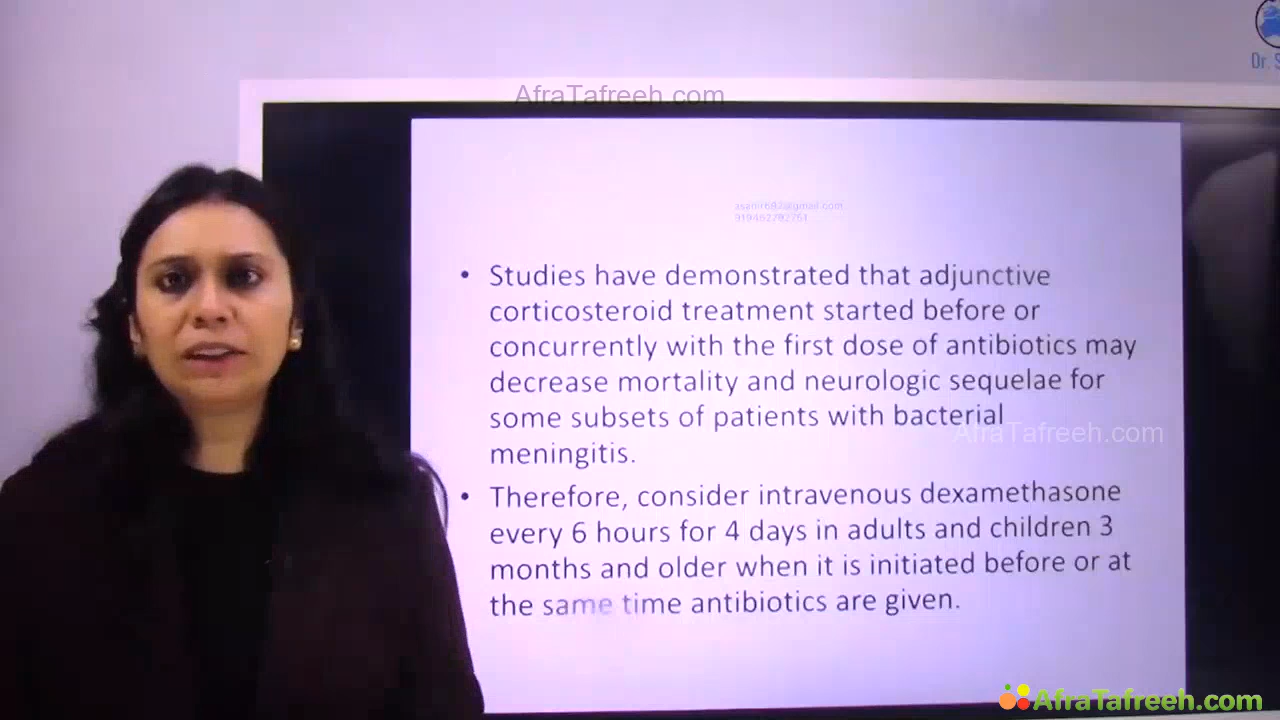 AfraTafreeh.com
Dr. S
• Studies have demonstrated that adjunctive
corticosteroid treatment started before or
concurrently with the first dose of antibiotics may
decrease mortality and neurologic sequelae for
some subsets of patients with bacterial
meningitis.
AfraTafreeh.com
• Therefore, consider intravenous dexamethasone
every 6 hours for 4 days in adults and children 3
months and older when it is initiated before or at
the same time antibiotics are given.
AfraTafreeh.com